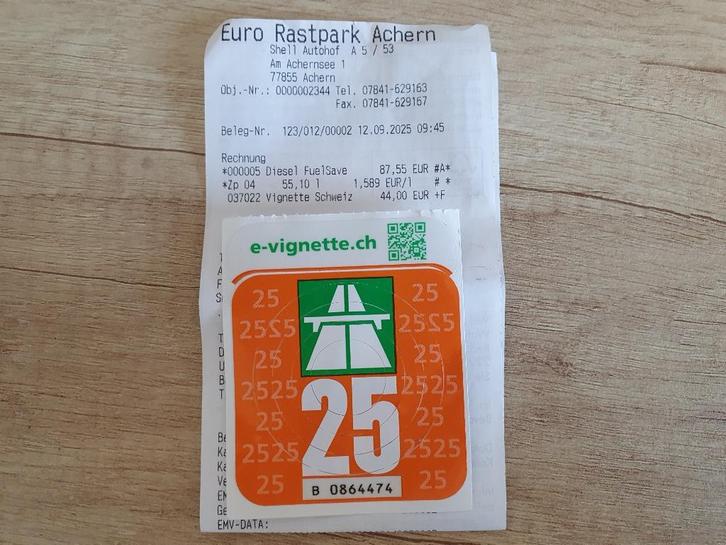 Euro Rastpark Achern
Shell Autohof A 5 / 53
Am Achernsee 1
77855 Achern
Obj.-Nr.: 0000002344 Tel. 07841-629163
Fax. 07841-629167
Beleg-Nr. 123/012/00002 12.09.2025 09:45
Rechnung
*000005 Diesel FuelSave 87,55 EUR #A*
*Zp 04 55,10 l 1,589 EUR/l # *
037022 Vignette Schweiz 44,00 EUR +F
e-vignette.ch
25 25
2525 2525
25 25
2525 2525
25 25
2525 2525
25 25
25
B 0864474
EMV-DATA: